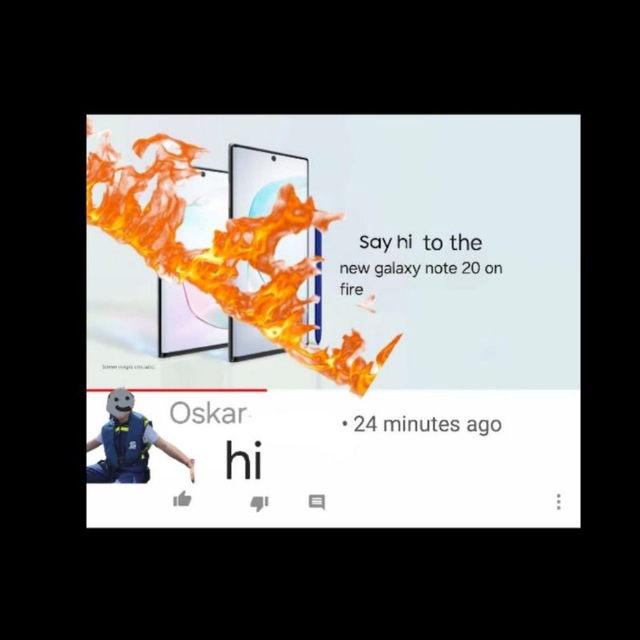 Say hi to the
new galaxy note 20 on
fire
Oskar
• 24 minutes ago
hi